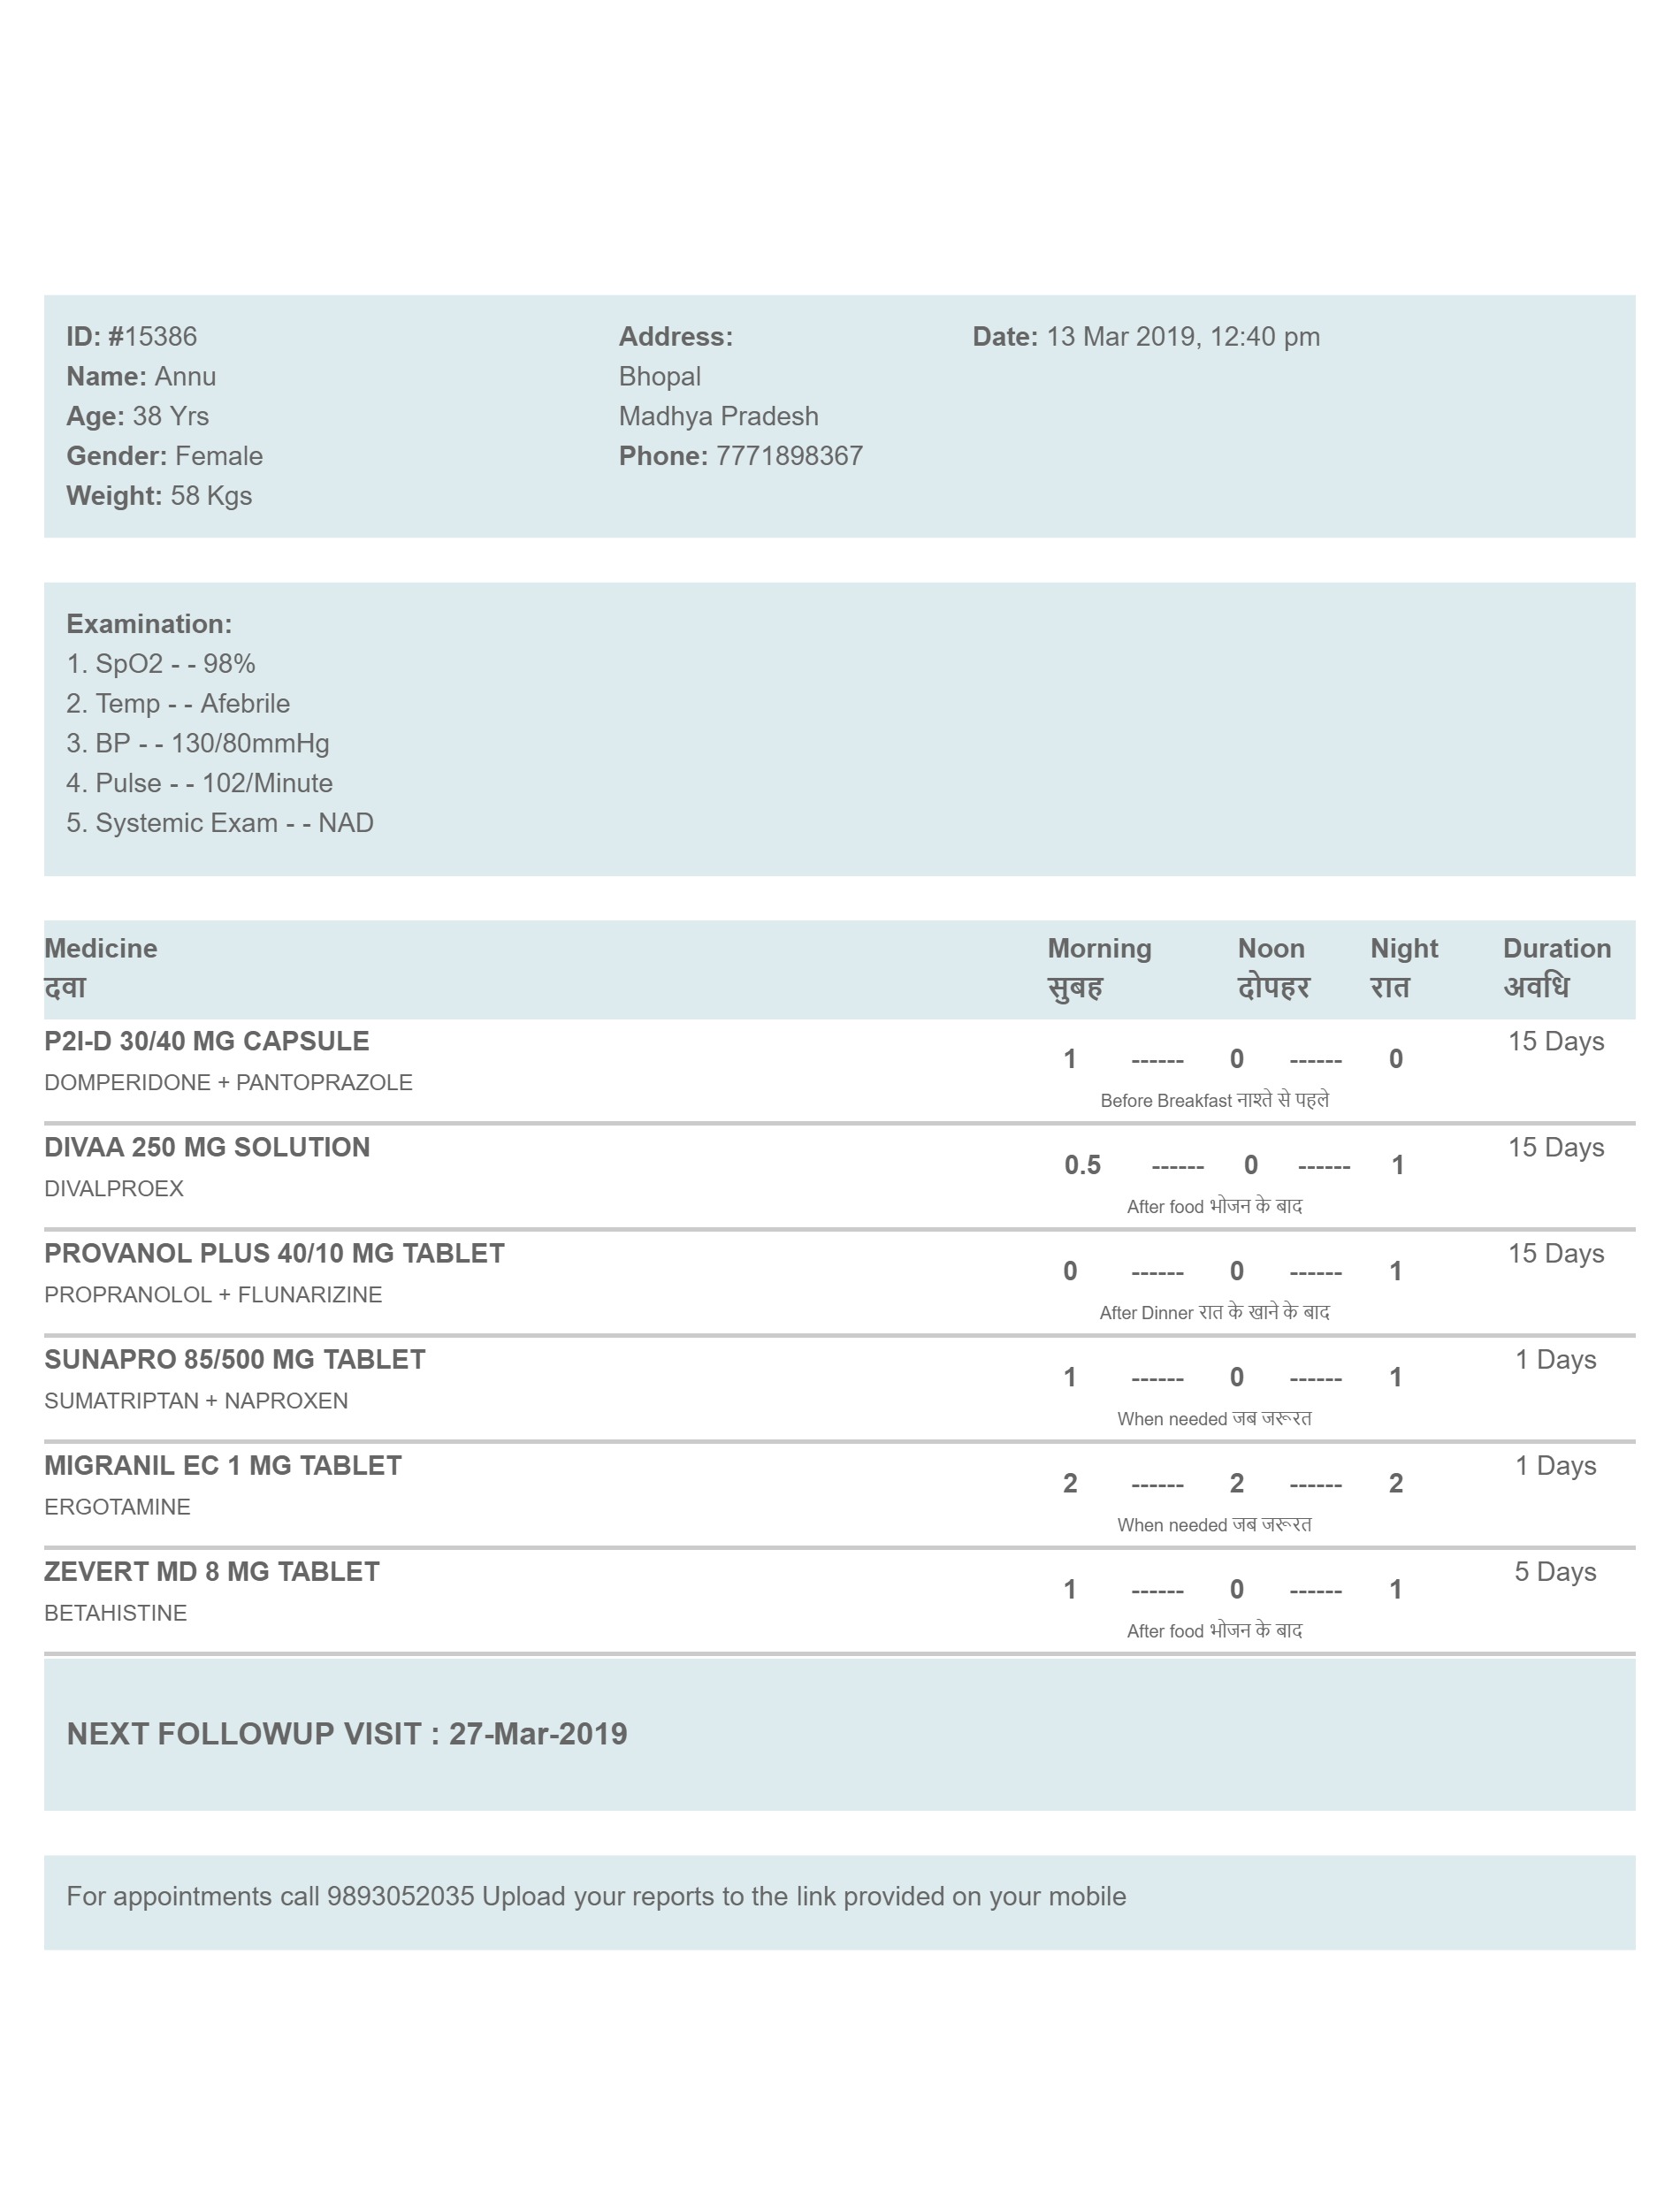 ID: #15386
Name: Annu
Age: 38 Yrs
Gender: Female
Weight: 58 Kgs
Address:
Bhopal
Madhya Pradesh
Phone: 7771898367
Date: 13 Mar 2019, 12:40 pm
Examination:
1. SpO2 - - 98%
2. Temp - - Afebrile
3. BP - - 130/80mmHg
4. Pulse - - 102/Minute
5. Systemic Exam - - NAD
Medicine Morning Noon Night Duration
दवा सुबह दोपहर रात अवधि
P2I-D 30/40 MG CAPSULE 1 ------ 0 ------ 0 15 Days
DOMPERIDONE + PANTOPRAZOLE Before Breakfast नाश्ते से पहले
DIVAA 250 MG SOLUTION 0.5 ------ 0 ------ 1 15 Days
DIVALPROEX After food भोजन के बाद
PROVANOL PLUS 40/10 MG TABLET 0 ------ 0 ------ 1 15 Days
PROPRANOLOL + FLUNARIZINE After Dinner रात के खाने के बाद
SUNAPRO 85/500 MG TABLET 1 ------ 0 ------ 1 1 Days
SUMATRIPTAN + NAPROXEN When needed जब जरूरत
MIGRANIL EC 1 MG TABLET 2 ------ 2 ------ 2 1 Days
ERGOTAMINE When needed जब जरूरत
ZEVERT MD 8 MG TABLET 1 ------ 0 ------ 1 5 Days
BETAHISTINE After food भोजन के बाद
NEXT FOLLOWUP VISIT : 27-Mar-2019
For appointments call 9893052035 Upload your reports to the link provided on your mobile